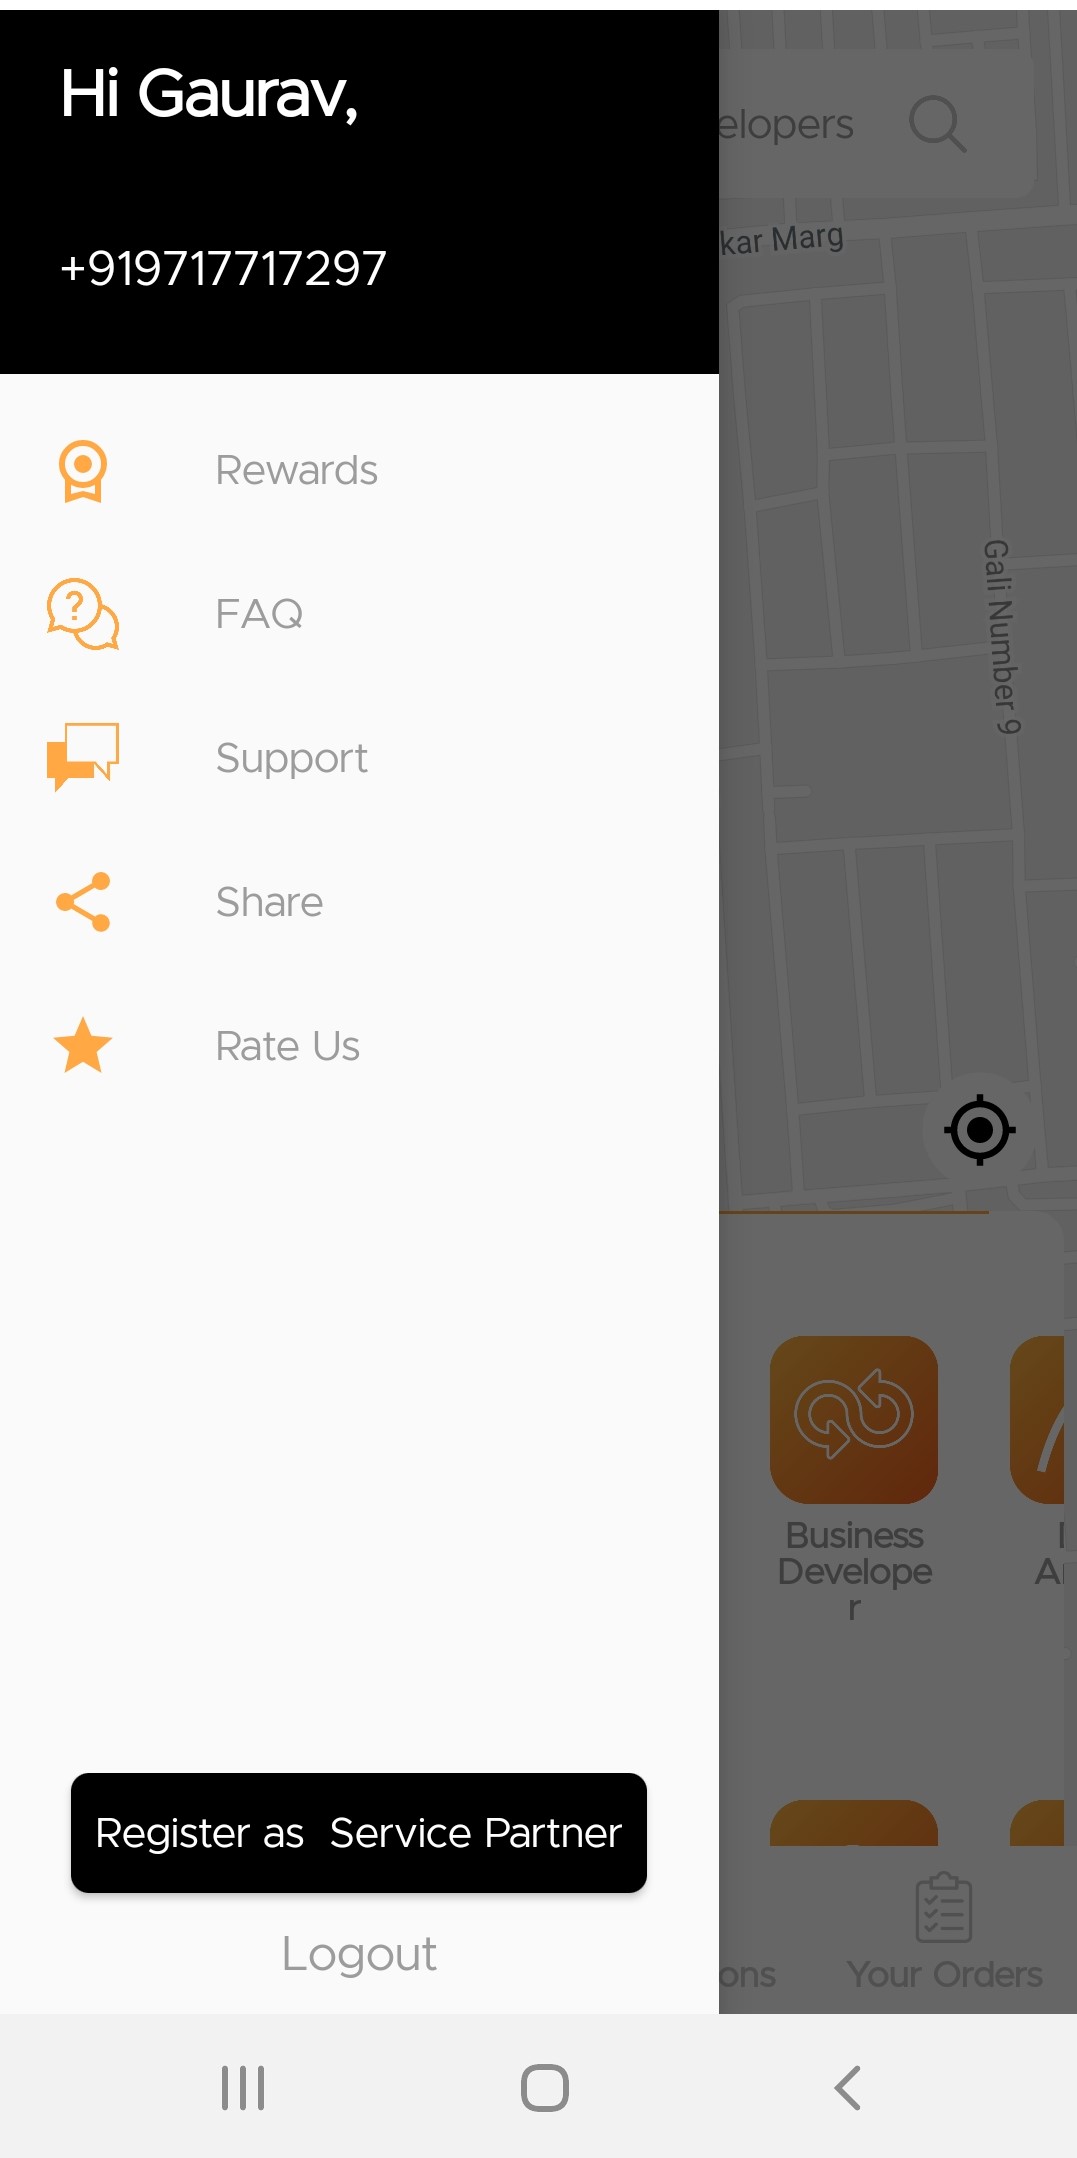 Hi Gaurav,
+919717717297
Rewards
FAQ
Support
Share
Rate Us
Register as  Service Partner
Logout
elopers
kar Marg
Gali Number 9
Business
Develope
r
Your Orders
ons